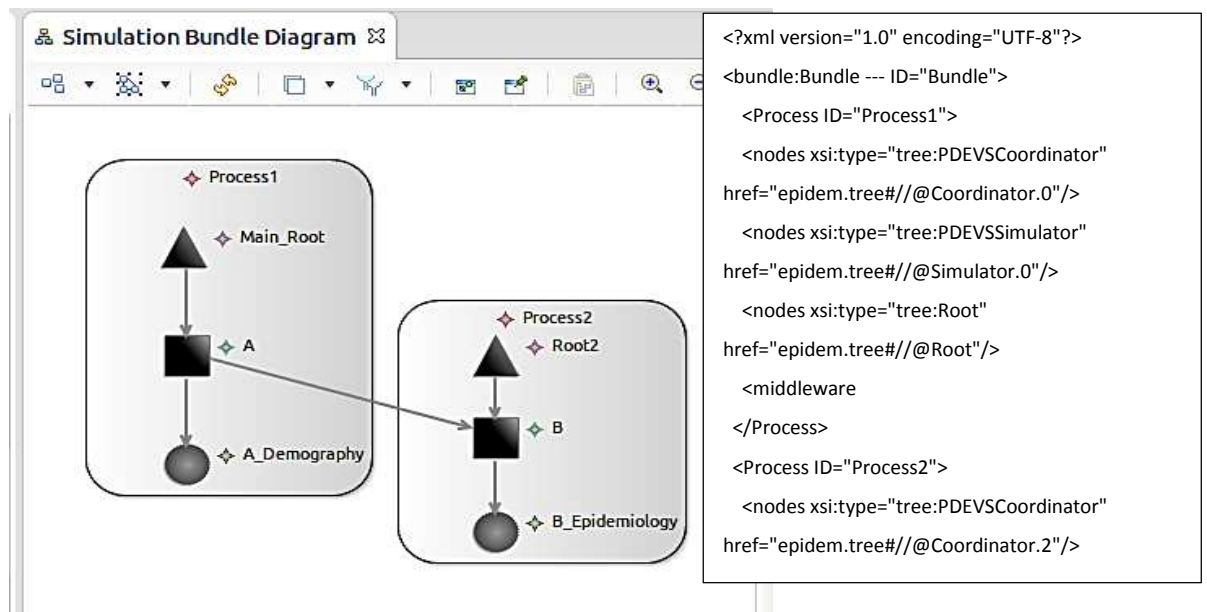 Simulation Bundle Diagram
Process1
Main_Root
A
A_Demography
Process2
Root2
B
B_Epidemiology
<?xml version="1.0" encoding="UTF-8"?>
<bundle:Bundle --- ID="Bundle">
<Process ID="Process1">
<nodes xsi:type="tree:PDEVSCoordinator"
href="epidem.tree#//@Coordinator.0"/>
<nodes xsi:type="tree:PDEVSSimulator"
href="epidem.tree#//@Simulator.0"/>
<nodes xsi:type="tree:Root"
href="epidem.tree#//@Root"/>
<middleware
</Process>
<Process ID="Process2">
<nodes xsi:type="tree:PDEVSCoordinator"
href="epidem.tree#//@Coordinator.2"/>